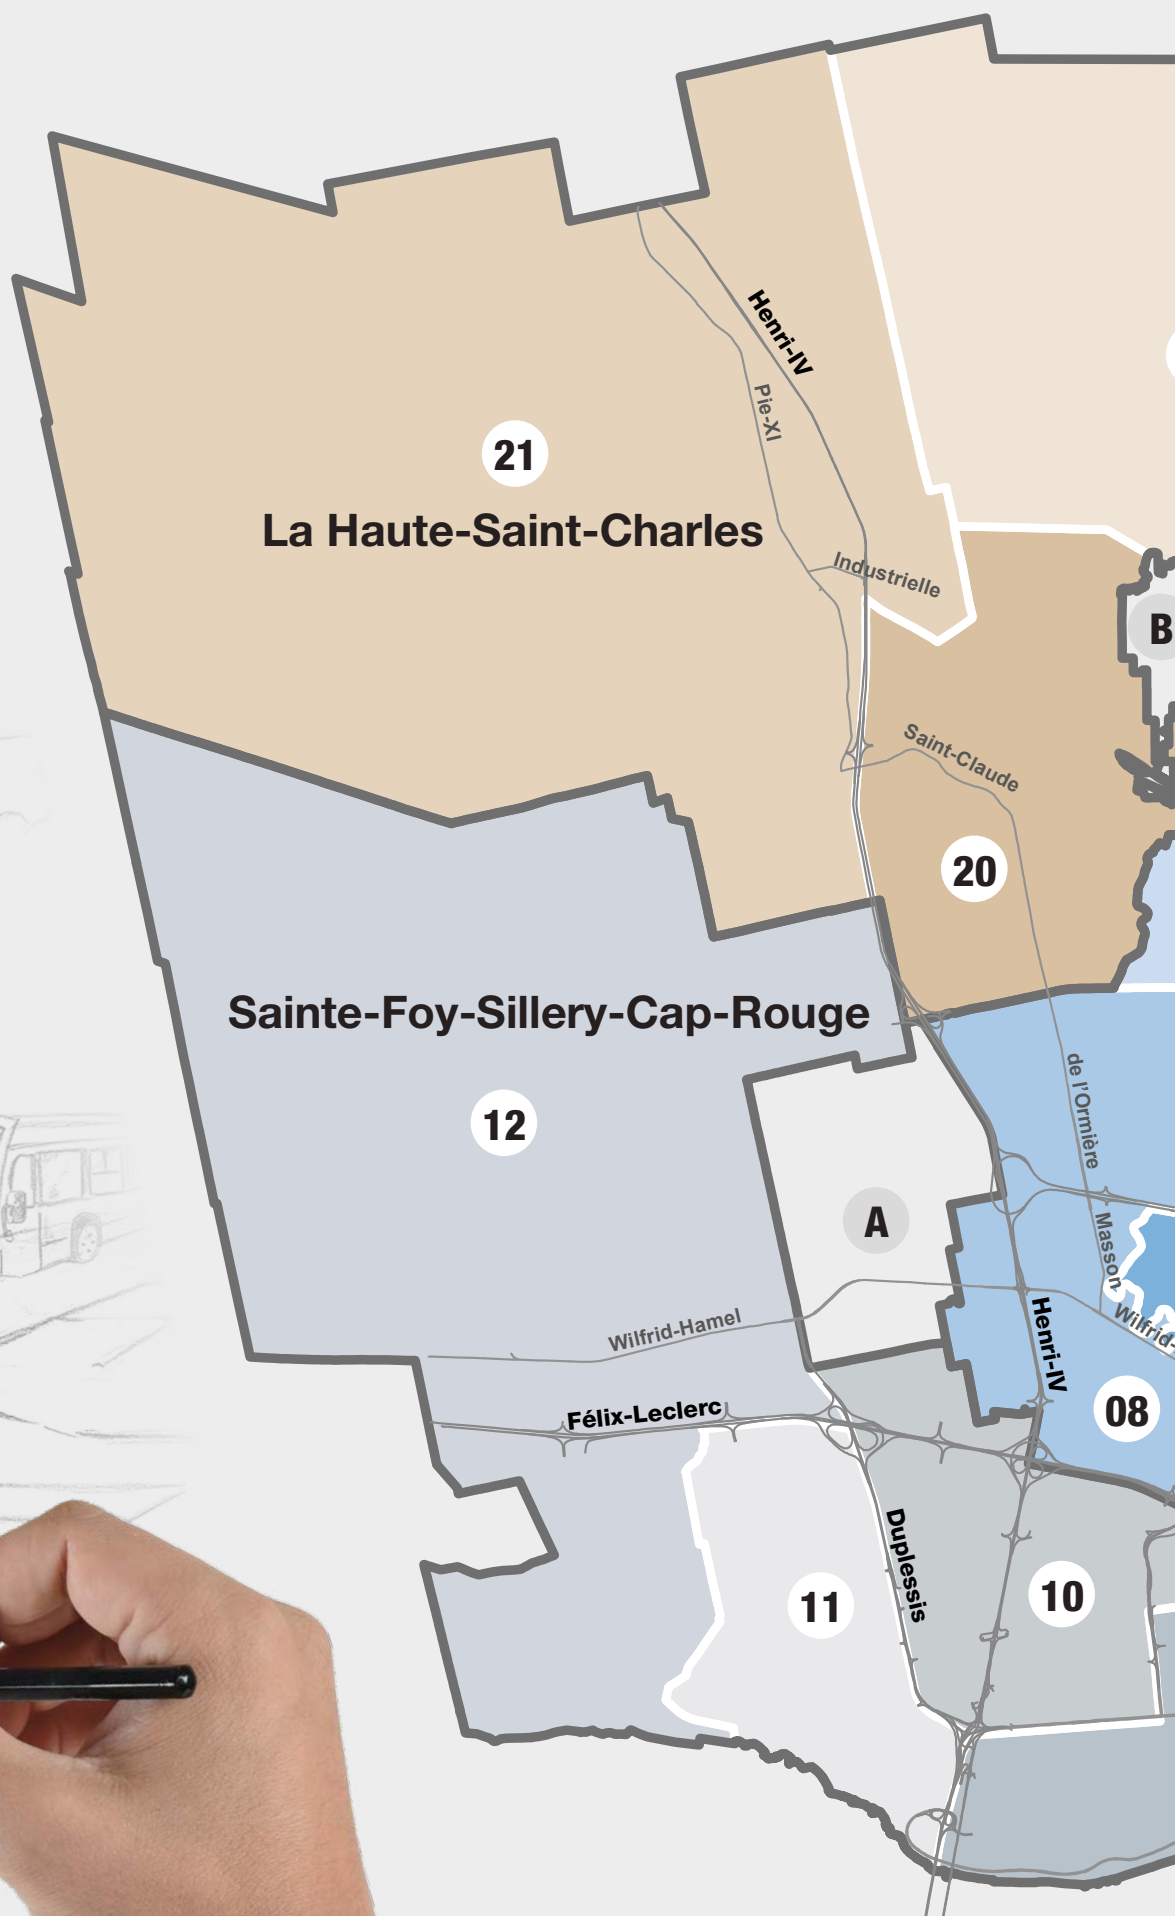 Henri-IV
Pie-XI
21
La Haute-Saint-Charles
Industrielle
B
Saint-Claude
20
Sainte-Foy-Sillery-Cap-Rouge
de l'Ormière
12
A
Masson
Wilfrid-Hamel
Henri-IV
Wilfrid-
Félix-Leclerc
08
Duplessis
11
10